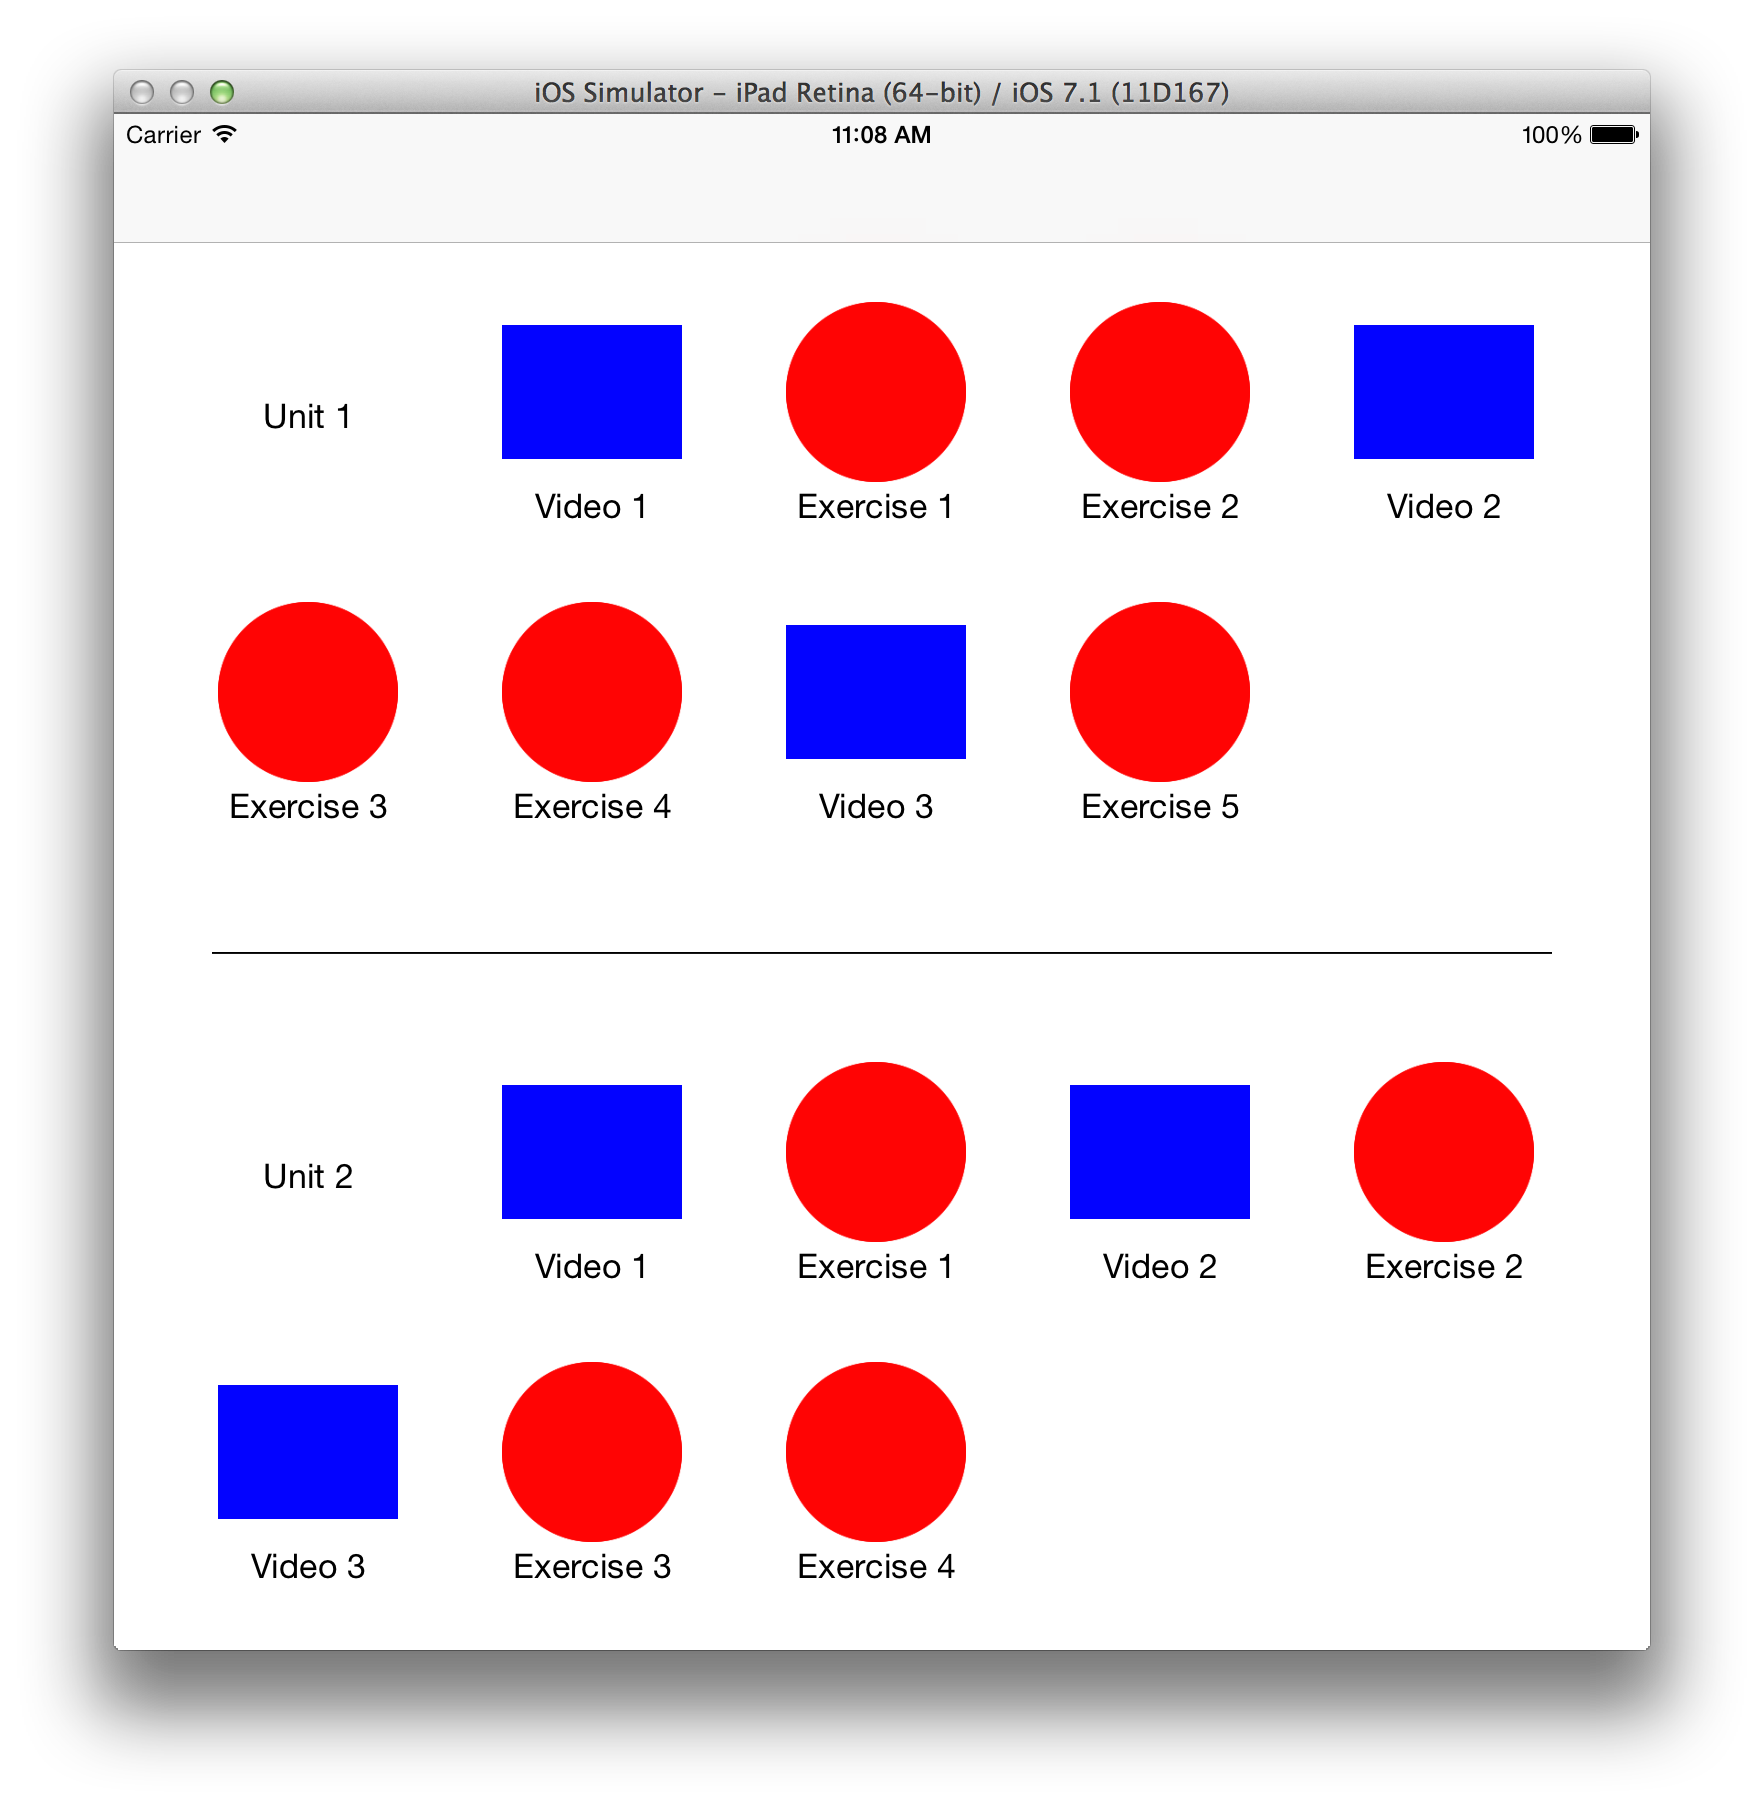 iOS Simulator – iPad Retina (64-bit) / iOS 7.1 (11D167)
Carrier 11:08 AM 100%
Unit 1
Video 1 Exercise 1 Exercise 2 Video 2
Exercise 3 Exercise 4 Video 3 Exercise 5
Unit 2
Video 1 Exercise 1 Video 2 Exercise 2
Video 3 Exercise 3 Exercise 4